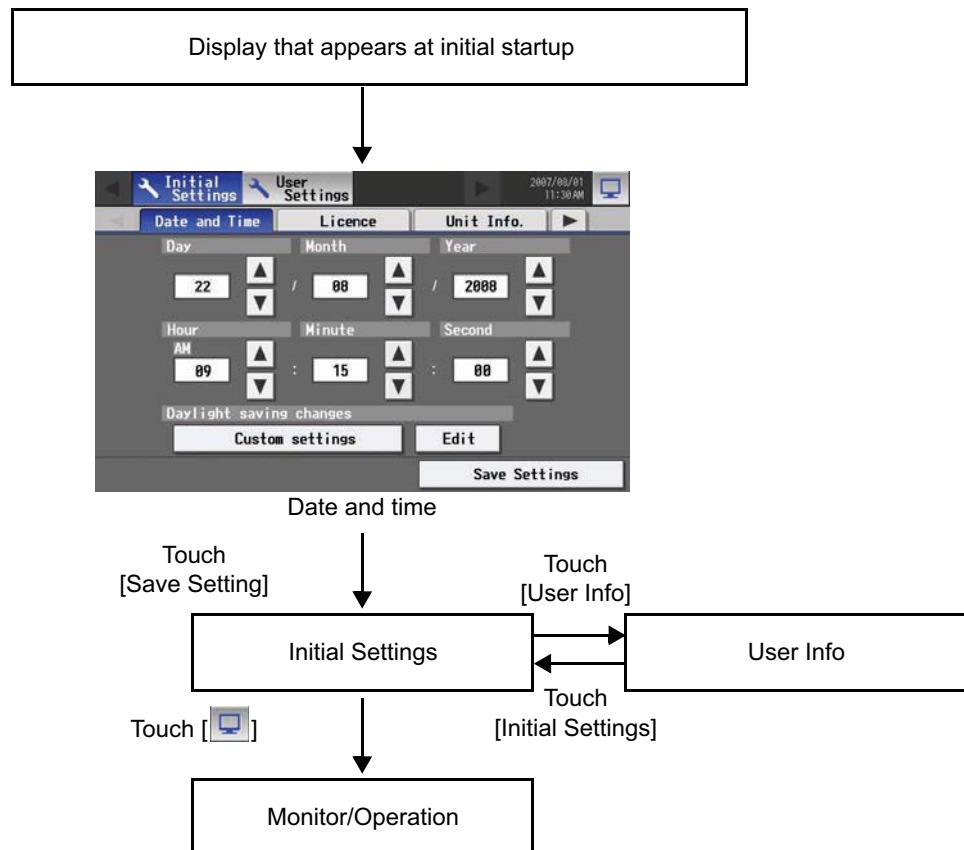 Display that appears at initial startup
Initial Settings
User Settings
2007/08/01
11:30 AM
Date and Time
Licence
Unit Info.
Day
Month
Year
22 / 08 / 2008
Hour
Minute
Second
AM
09 : 15 : 00
Daylight saving changes
Custom settings
Edit
Save Settings
Date and time
Touch
[Save Setting]
Touch
[User Info]
Initial Settings
User Info
Touch
[Initial Settings]
Touch [ ]
Monitor/Operation